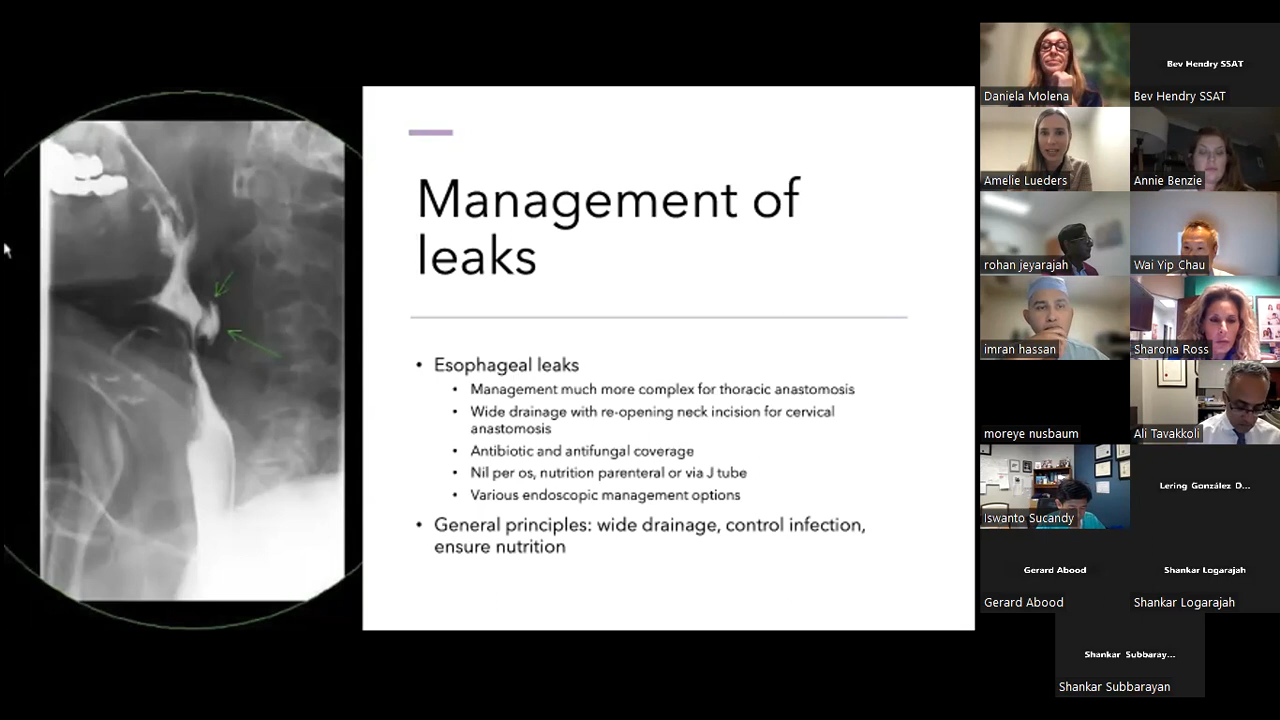 Management of
leaks
• Esophageal leaks
• Management much more complex for thoracic anastomosis
• Wide drainage with re-opening neck incision for cervical
anastomosis
• Antibiotic and antifungal coverage
• Nil per os, nutrition parenteral or via J tube
• Various endoscopic management options
• General principles: wide drainage, control infection,
ensure nutrition
Daniela Molena
Bev Hendry SSAT
Bev Hendry SSAT
Amelie Lueders
Annie Benzie
rohan jeyarajah
Wai Yip Chau
imran hassan
Sharona Ross
moreye nusbaum
Ali Tavakkoli
Iswanto Sucandy
Lering González D...
Gerard Abood
Gerard Abood
Shankar Logarajah
Shankar Logarajah
Shankar Subbaray...
Shankar Subbarayan